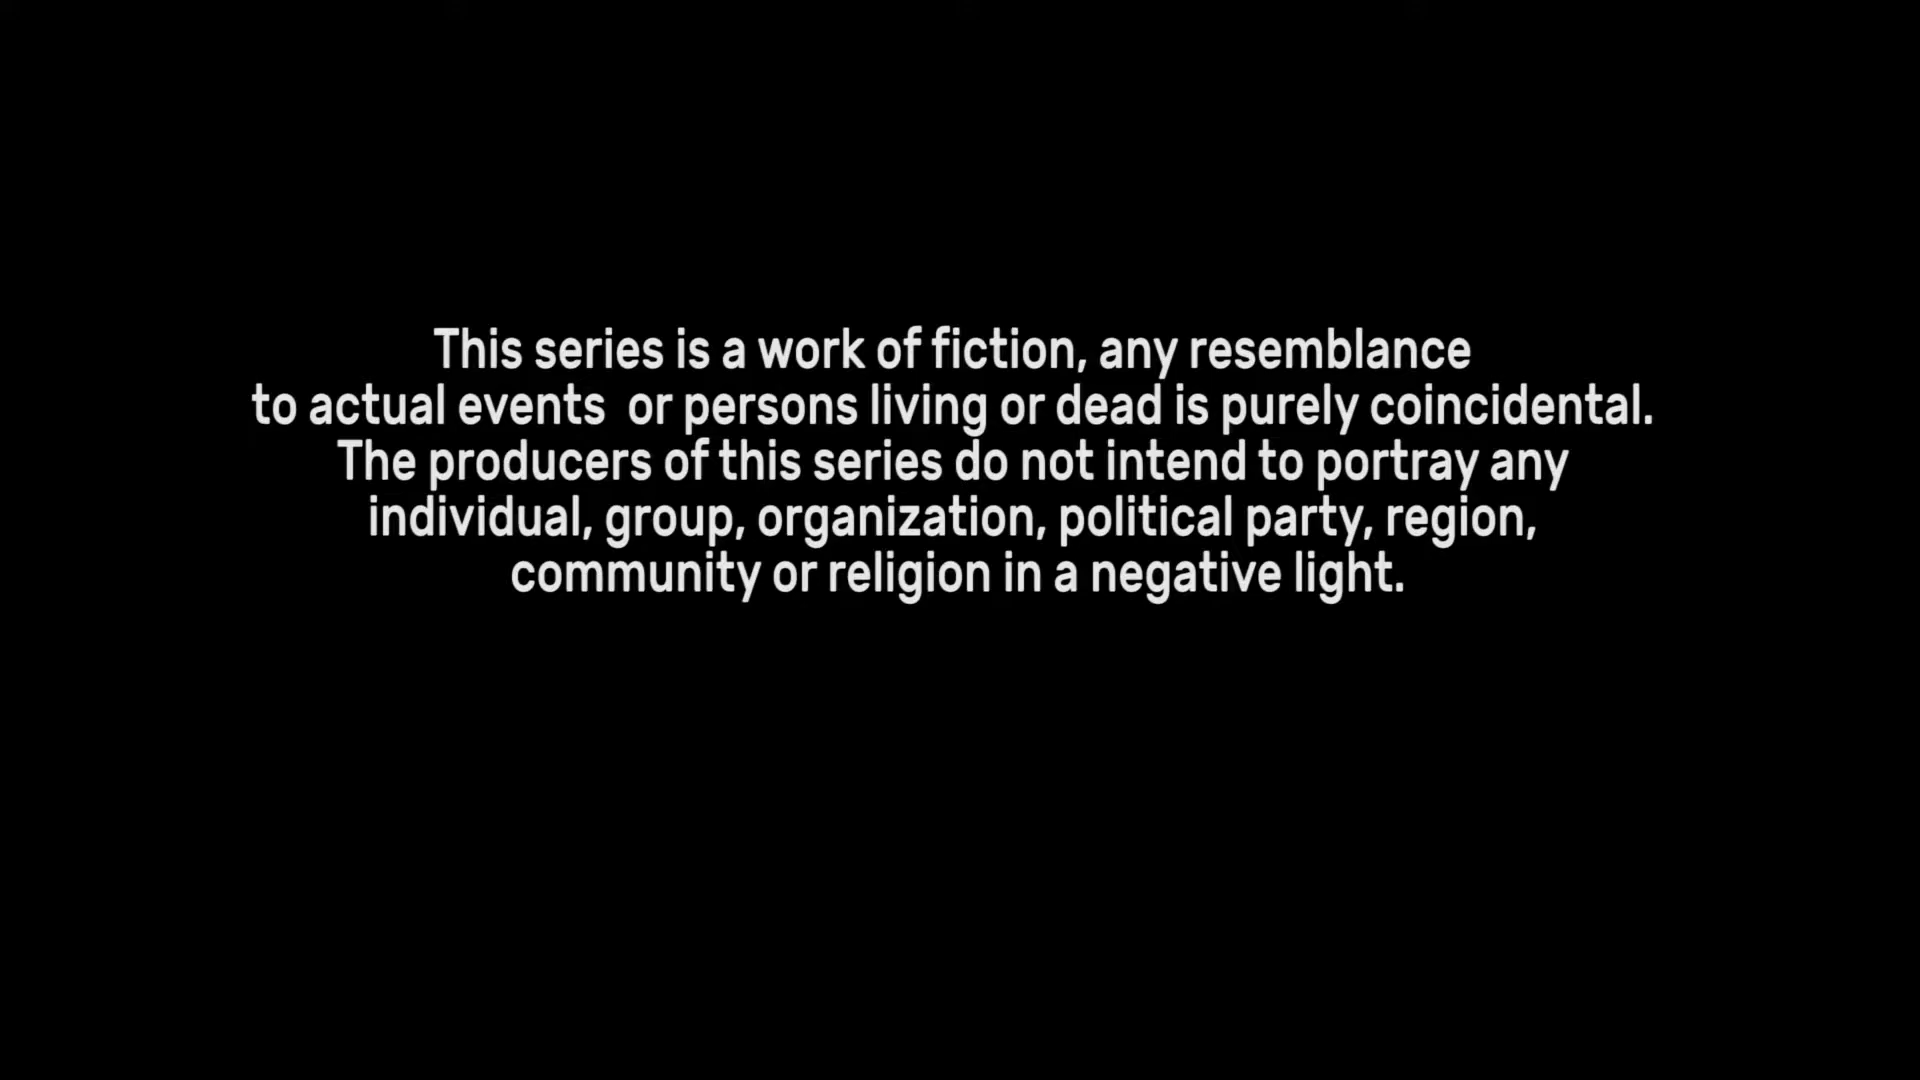 This series is a work of fiction, any resemblance
to actual events  or persons living or dead is purely coincidental.
The producers of this series do not intend to portray any
individual, group, organization, political party, region,
community or religion in a negative light.